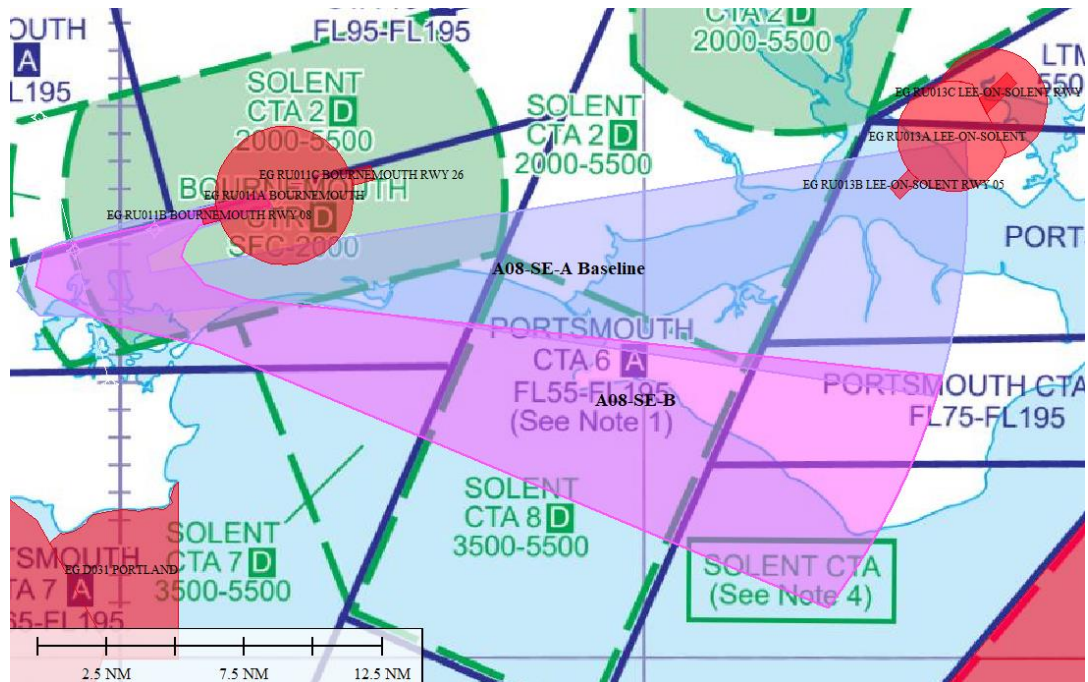 OUTH
A
L195
FL95-FL195
CTA 2 D
2000-5500
LTM
SOLENT
CTA 2 D
2000-5500
SOLENT
CTA 2 D
2000-5500
EG RU013C LEE-ON-SOLENT RWY
EG RU013A LEE-ON-SOLENT
EG RU013B LEE-ON-SOLENT RWY 05
EG RU011C BOURNEMOUTH RWY 26
EG RU011A BOURNEMOUTH
EG RU011B BOURNEMOUTH RWY 08
BOURNEMOUTH
CTR D
SFC-2000
PORTS
A08-SE-A Baseline
PORTSMOUTH
CTA 6 A
FL55-FL195
(See Note 1)
A08-SE-B
PORTSMOUTH CTA
FL75-FL195
SOLENT
CTA 8 D
3500-5500
SOLENT
CTA 7 D
3500-5500
TSMOUTH
TA 7 A
65-FL195
EG D031 PORTLAND
SOLENT CTA
(See Note 4)
2.5 NM
7.5 NM
12.5 NM